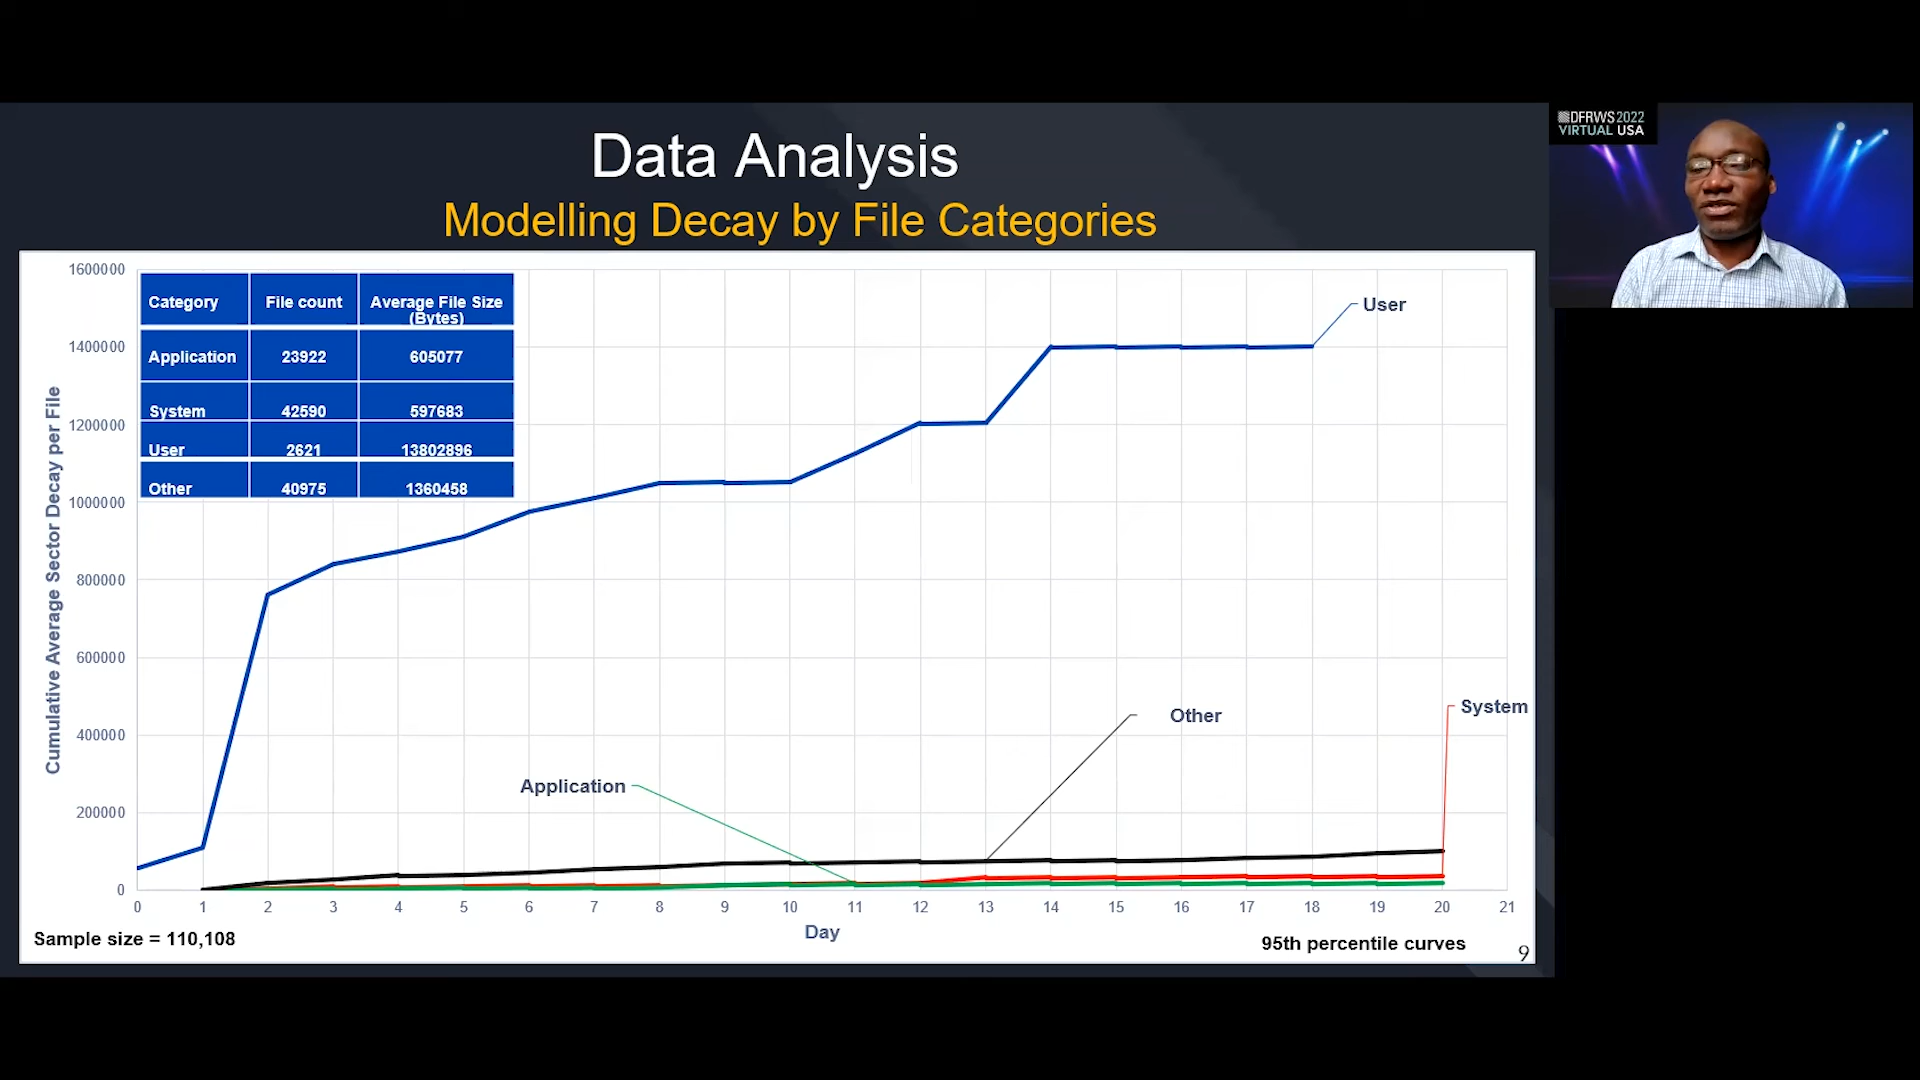 Data Analysis
Modelling Decay by File Categories
DFRWS 2022
VIRTUAL USA
Category File count Average File Size
(Bytes)
Application 23922 605077
System 42590 597683
User 2621 13802896
Other 40975 1360458
Cumulative Average Sector Decay per File
1600000
1400000
1200000
1000000
800000
600000
400000
200000
0
User
Other
System
Application
0 1 2 3 4 5 6 7 8 9 10 11 12 13 14 15 16 17 18 19 20 21
Day
Sample size = 110,108
95th percentile curves
9